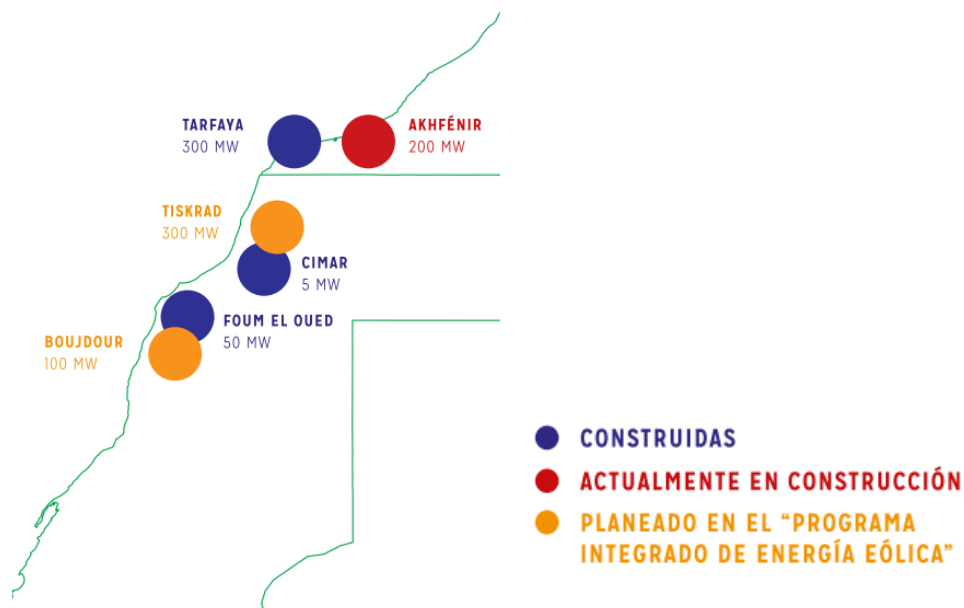 TARFAYA
300 MW
AKHFÉNIR
200 MW
TISKRAD
300 MW
CIMAR
5 MW
FOUM EL OUED
50 MW
BOUJDOUR
100 MW
CONSTRUIDAS
ACTUALMENTE EN CONSTRUCCIÓN
PLANEADO EN EL “PROGRAMA
INTEGRADO DE ENERGÍA EÓLICA”